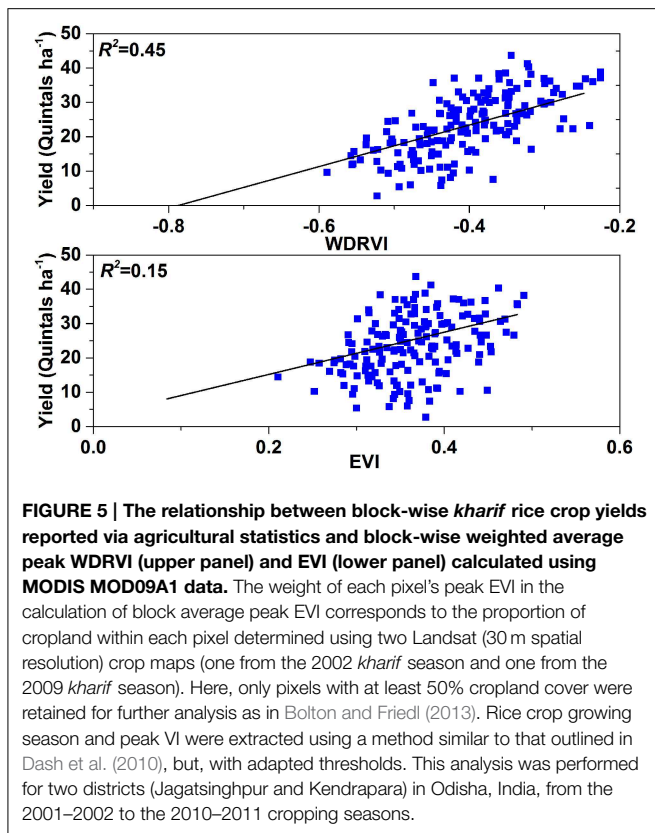 R²=0.45
Yield (Quintals ha⁻¹)
50
40
30
20
10
0
-0.8 -0.6 -0.4 -0.2
WDRVI
R²=0.15
Yield (Quintals ha⁻¹)
50
40
30
20
10
0
0.0 0.2 0.4 0.6
EVI
FIGURE 5 | The relationship between block-wise kharif rice crop yields
reported via agricultural statistics and block-wise weighted average
peak WDRVI (upper panel) and EVI (lower panel) calculated using
MODIS MOD09A1 data. The weight of each pixel's peak EVI in the
calculation of block average peak EVI corresponds to the proportion of
cropland within each pixel determined using two Landsat (30 m spatial
resolution) crop maps (one from the 2002 kharif season and one from the
2009 kharif season). Here, only pixels with at least 50% cropland cover were
retained for further analysis as in Bolton and Friedl (2013). Rice crop growing
season and peak VI were extracted using a method similar to that outlined in
Dash et al. (2010), but, with adapted thresholds. This analysis was performed
for two districts (Jagatsinghpur and Kendrapara) in Odisha, India, from the
2001–2002 to the 2010–2011 cropping seasons.